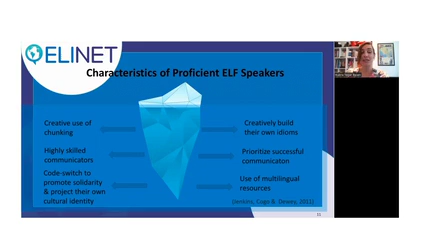 ELINET
Characteristics of Proficient ELF Speakers
Creative use of
chunking
Highly skilled
communicators
Code-switch to
promote solidarity
& project their own
cultural identity
Creatively build
their own idioms
Prioritize successful
communicaton
Use of multilingual
resources
(Jenkins, Cogo & Dewey, 2011)